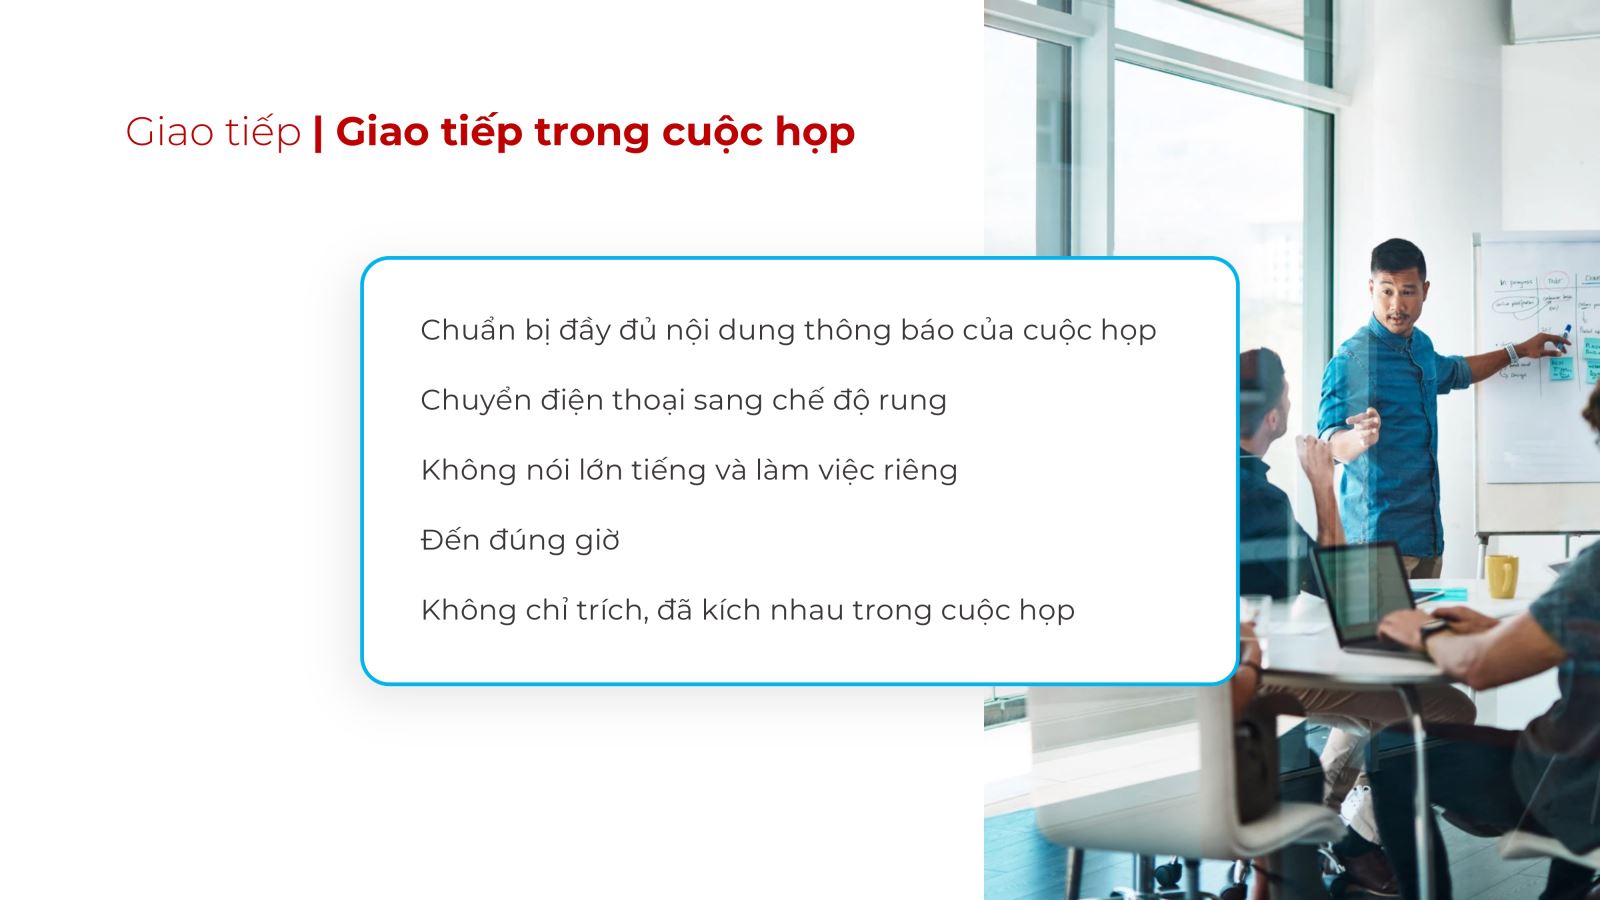 Giao tiếp | Giao tiếp trong cuộc họp
Chuẩn bị đầy đủ nội dung thông báo của cuộc họp
Chuyển điện thoại sang chế độ rung
Không nói lớn tiếng và làm việc riêng
Đến đúng giờ
Không chỉ trích, đã kích nhau trong cuộc họp
In progress